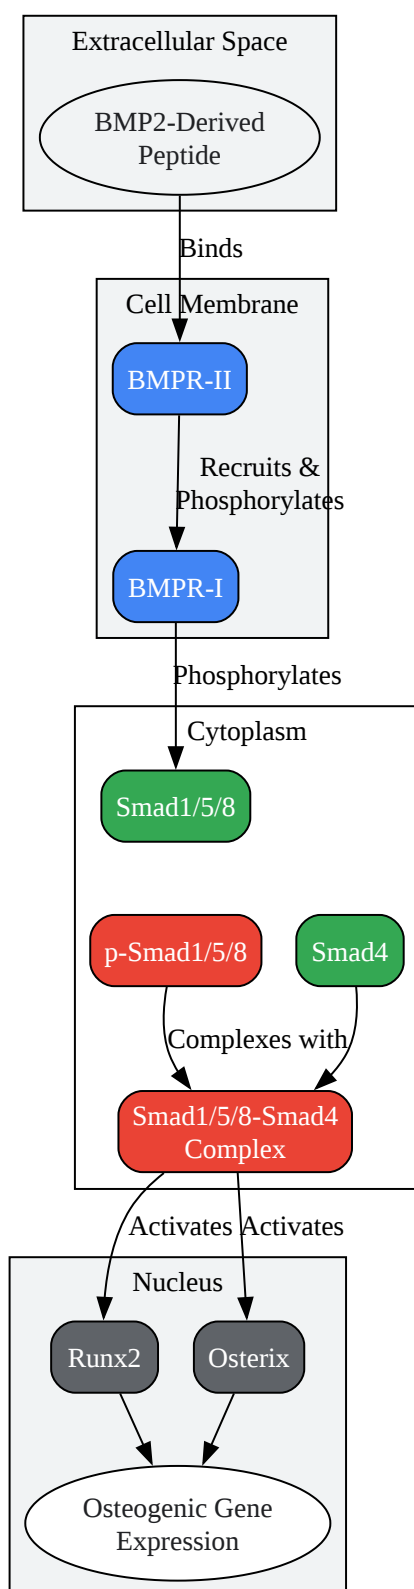 Extracellular Space
BMP2-Derived
Peptide
Binds
Cell Membrane
BMPR-II
Recruits &
Phosphorylates
BMPR-I
Phosphorylates
Cytoplasm
Smad1/5/8
p-Smad1/5/8
Smad4
Complexes with
Smad1/5/8-Smad4
Complex
Activates
Activates
Nucleus
Runx2
Osterix
Osteogenic Gene
Expression